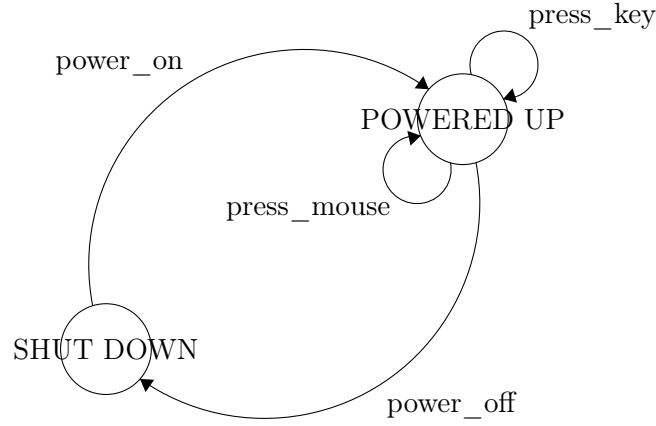 press_key
power_on
POWERED UP
press_mouse
SHUT DOWN
power_off